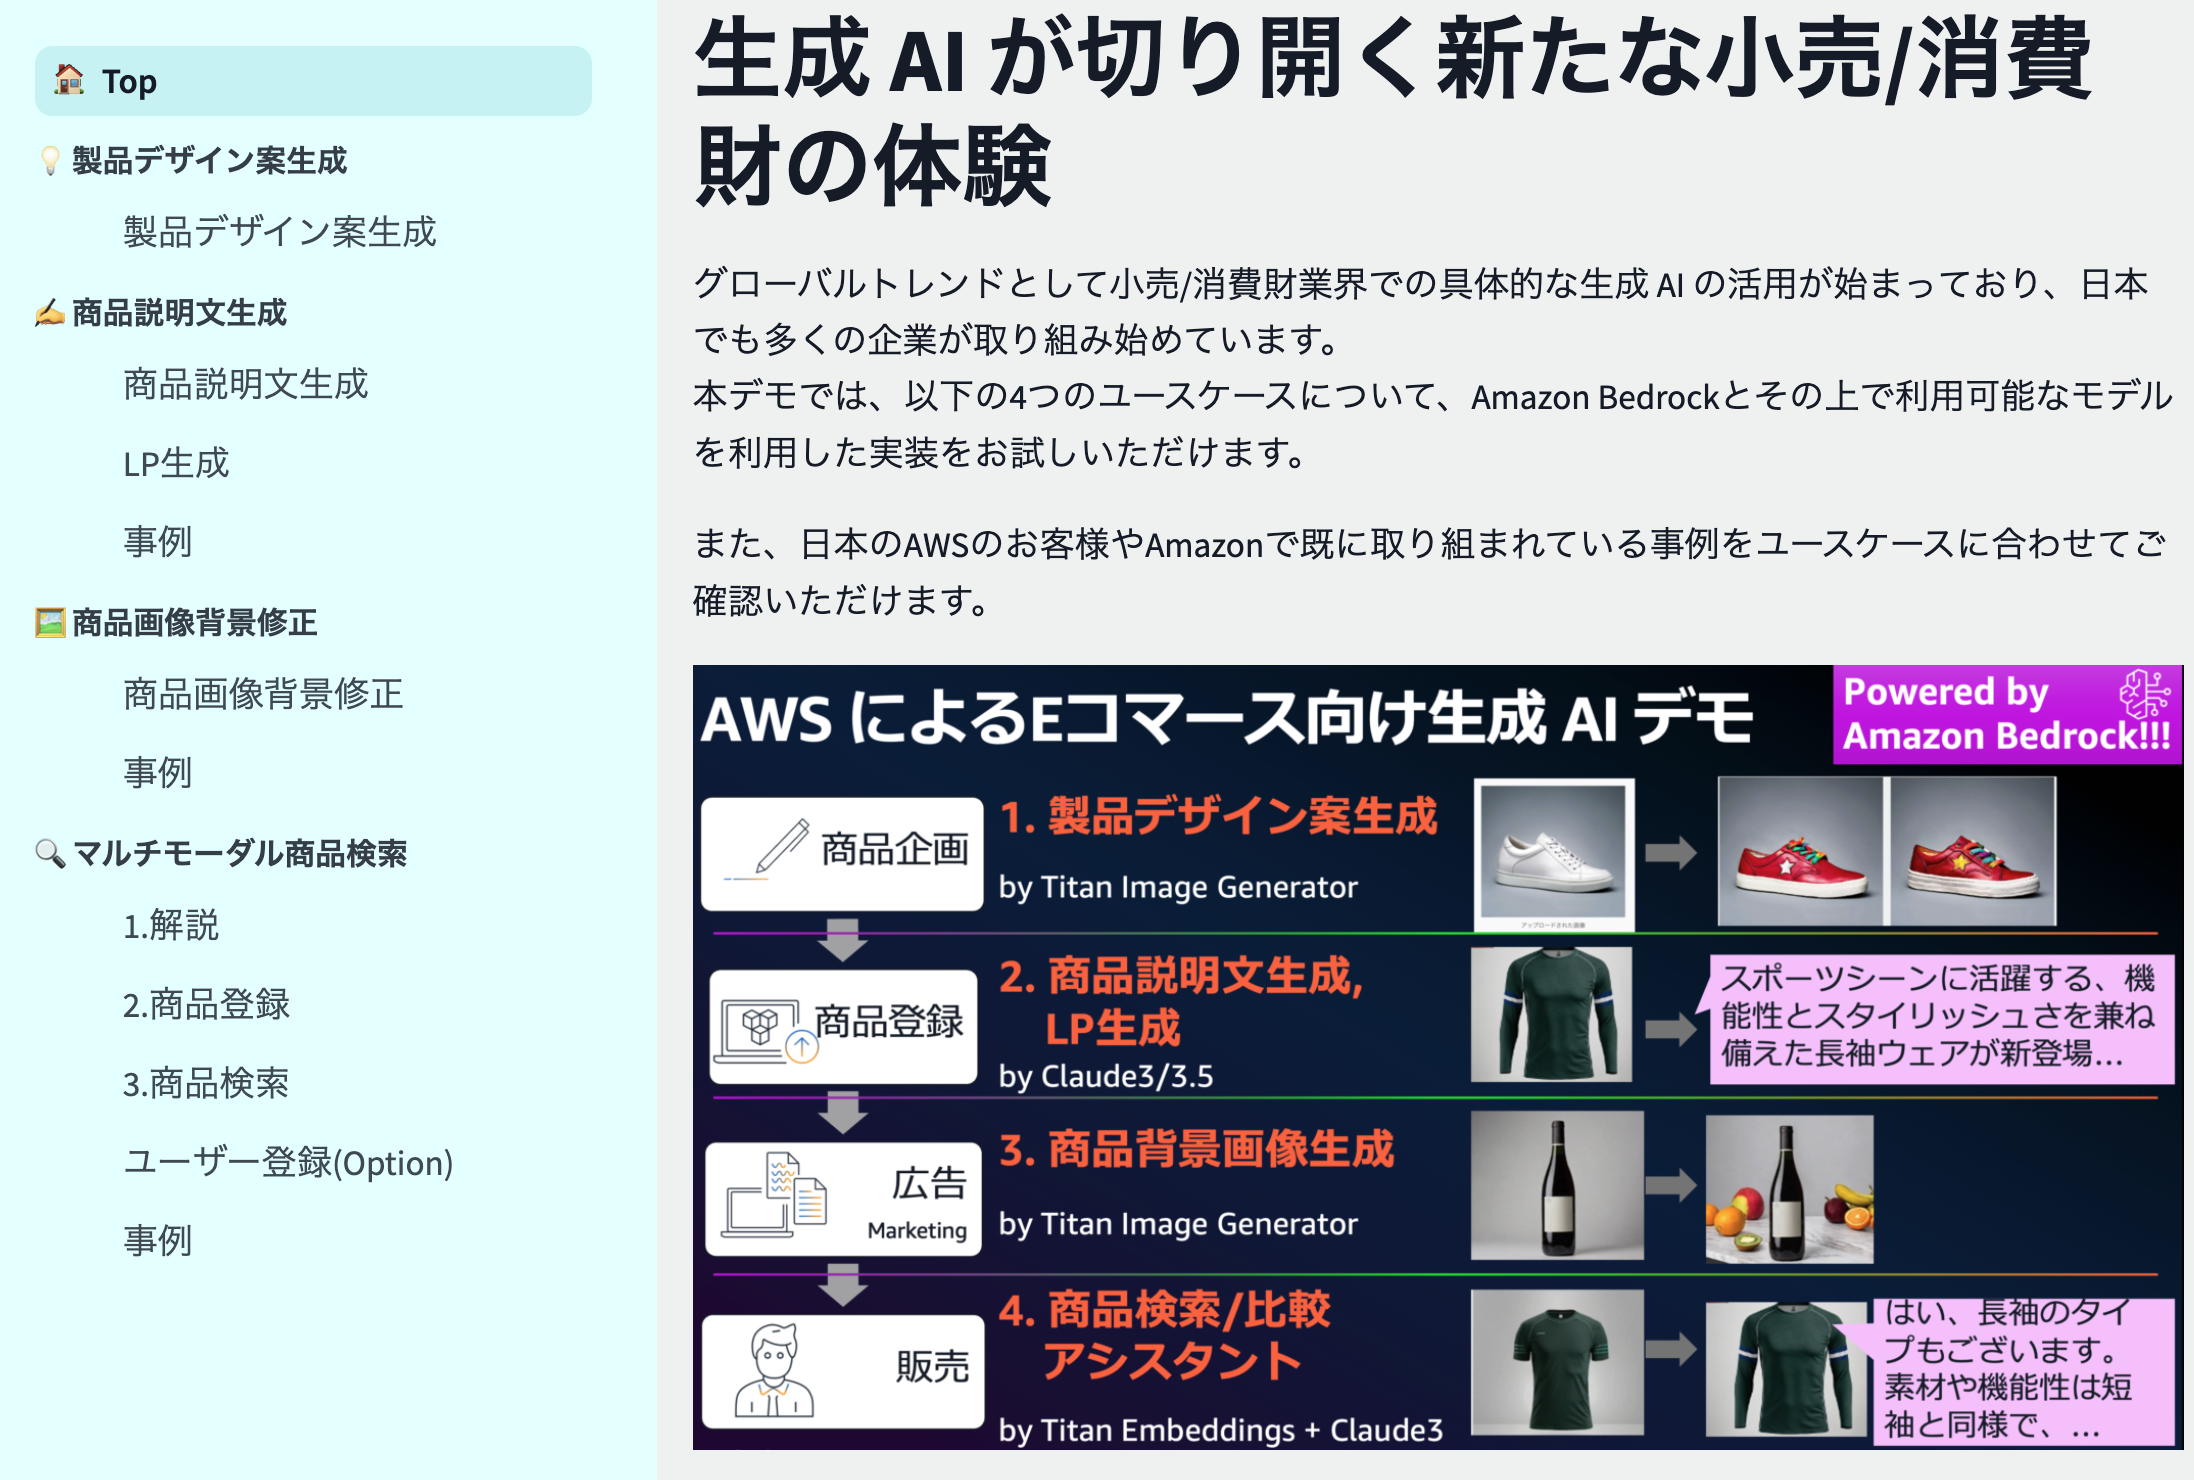 Top
製品デザイン案生成
製品デザイン案生成
商品説明文生成
商品説明文生成
LP生成
事例
商品画像背景修正
商品画像背景修正
事例
マルチモーダル商品検索
1.解説
2.商品登録
3.商品検索
ユーザー登録(Option)
事例
生成 AI が切り開く新たな小売/消費
財の体験
グローバルトレンドとして小売/消費財業界での具体的な生成 AI の活用が始まっており、日本
でも多くの企業が取り組み始めています。
本デモでは、以下の4つのユースケースについて、Amazon Bedrockとその上で利用可能なモデル
を利用した実装をお試しいただけます。
また、日本のAWSのお客様やAmazonで既に取り組まれている事例をユースケースに合わせてご
確認いただけます。
AWS によるEコマース向け生成 AI デモ
Powered by
Amazon Bedrock!!!
商品企画
1. 製品デザイン案生成
by Titan Image Generator
アップロードされた画像
商品登録
2. 商品説明文生成,
LP生成
by Claude3/3.5
スポーツシーンに活躍する、機
能性とスタイリッシュさを兼ね
備えた長袖ウェアが新登場...
広告
Marketing
3. 商品背景画像生成
by Titan Image Generator
販売
4. 商品検索/比較
アシスタント
by Titan Embeddings + Claude3
はい、長袖のタイ
プもございます。
素材や機能性は短
袖と同様で、...